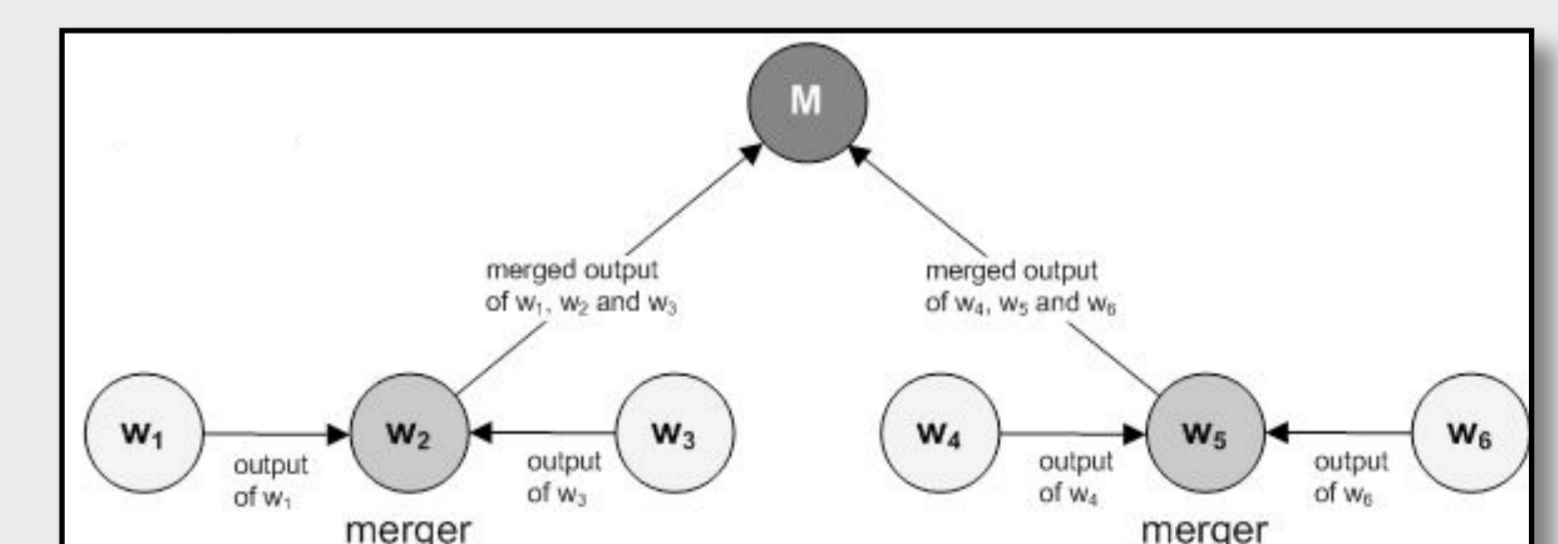 M
merged output
of w₁, w₂ and w₃
merged output
of w₄, w₅ and w₆
w₁
w₂
w₃
w₄
w₅
w₆
output
of w₁
output
of w₃
output
of w₄
output
of w₆
merger
merger